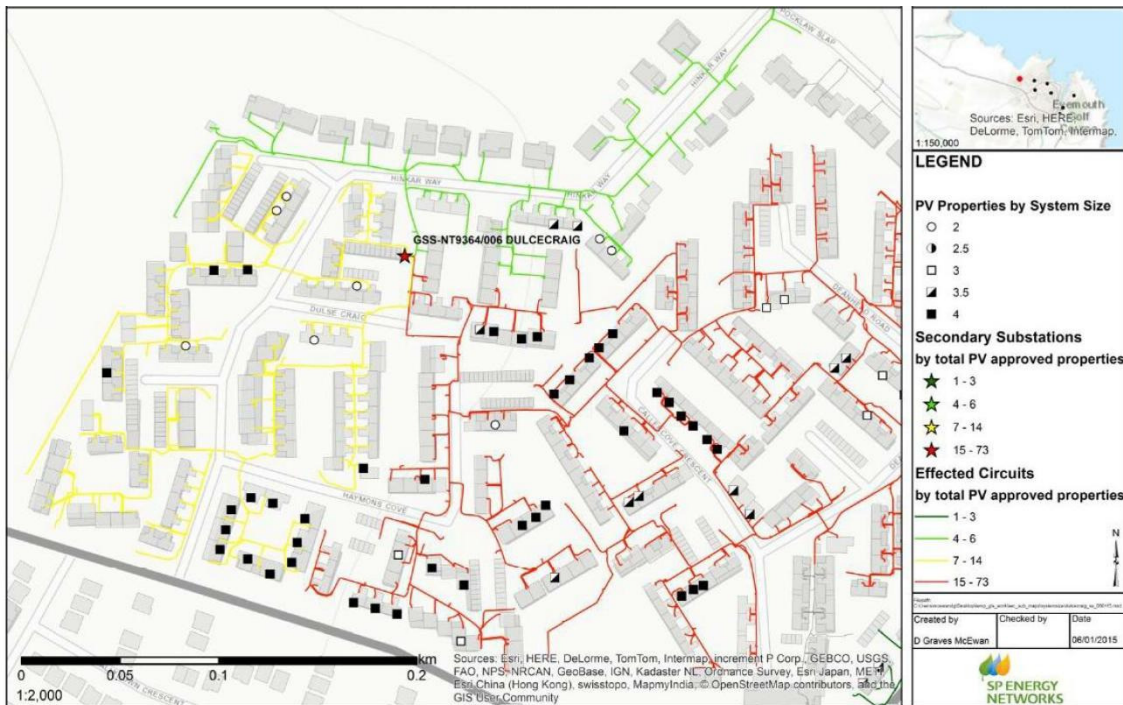 POCKLAW SLAP
HINKAR WAY
HINKAR WAY
HINKAR WAY
GSS-NT9364/006 DULCECRAIG
DULSE CRAIG
DEANHEAD ROAD
CALLERCOVE CRESCENT
HAYMONS COVE
0 0.05 0.1 0.2
km
1:2,000
Sources: Esri, HERE, DeLorme, TomTom, Intermap, increment P Corp., GEBCO, USGS,
FAO, NPS, NRCAN, GeoBase, IGN, Kadaster NL, Ordnance Survey, Esri Japan, METI,
Esri China (Hong Kong), swisstopo, MapmyIndia, © OpenStreetMap contributors, and the
GIS User Community
Eyemouth
Golf
Sources: Esri, HERE,
DeLorme, TomTom, Intermap,
1:150,000
LEGEND
PV Properties by System Size
2
2.5
3
3.5
4
Secondary Substations
by total PV approved properties
1 - 3
4 - 6
7 - 14
15 - 73
Effected Circuits
by total PV approved properties
1 - 3
4 - 6
7 - 14
15 - 73
N
Created by
Checked by
Date
D Graves McEwan
06/01/2015
SP ENERGY
NETWORKS